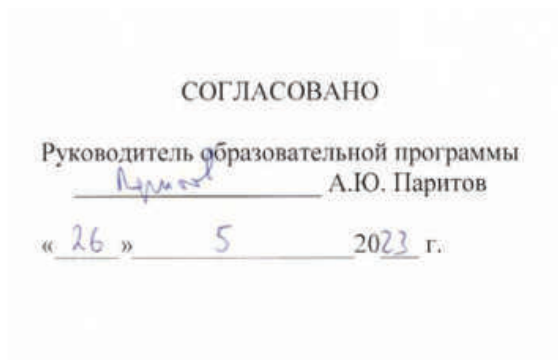 СОГЛАСОВАНО
Руководитель образовательной программы
А.Ю. Паритов
« 26 » 5 2023 г.